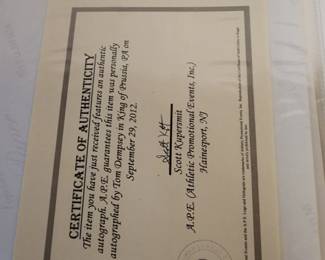 CERTIFICATE OF AUTHENTICITY
The item you have just received features an authentic
autograph. A.P.E. guarantees this item was personally
autographed by Tom Dempsey in King of Prussia, PA on
September 29, 2012.
Scott Kupersmit
A.P.E. (Athletic Promotional Events, Inc.)
Hainesport, NJ